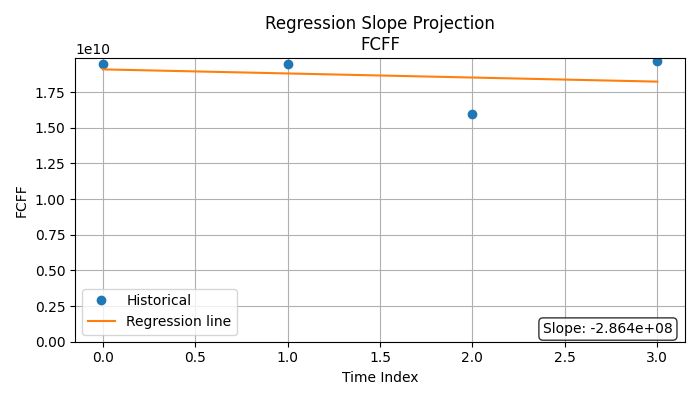 Regression Slope Projection
FCFF
1e10
1.75
1.50
1.25
1.00
0.75
0.50
0.25
0.00
FCFF
Historical
Regression line
Slope: -2.864e+08
0.0 0.5 1.0 1.5 2.0 2.5 3.0
Time Index